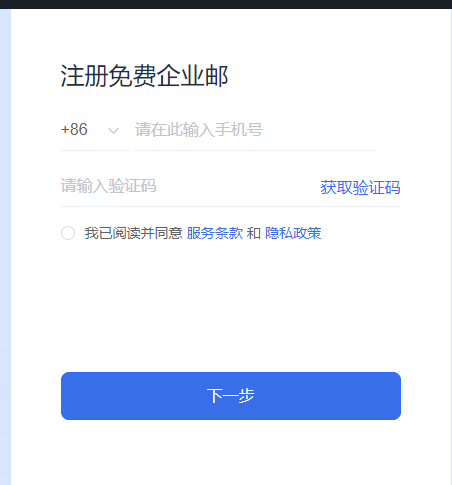 注册免费企业邮
+86 请在此输入手机号
请输入验证码 获取验证码
我已阅读并同意 服务条款 和 隐私政策
下一步